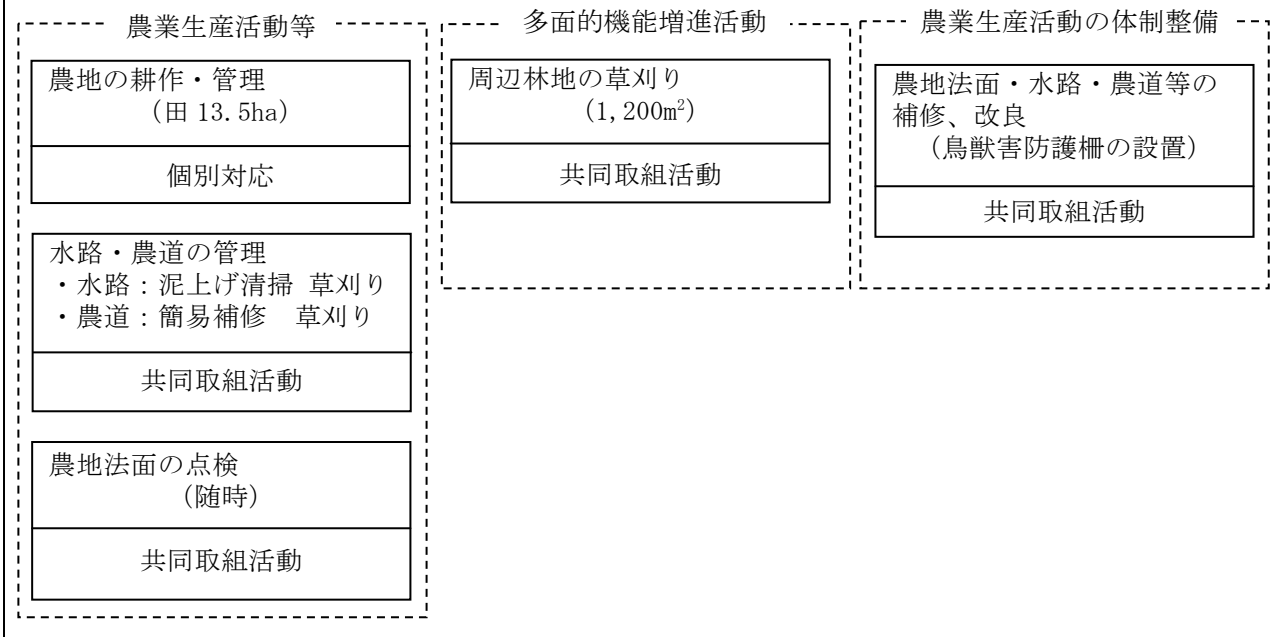 農業生産活動等
農地の耕作・管理
(田 13.5ha)
個別対応
水路・農道の管理
・水路:泥上げ清掃 草刈り
・農道:簡易補修 草刈り
共同取組活動
農地法面の点検
(随時)
共同取組活動
多面的機能増進活動
周辺林地の草刈り
(1,200m²)
共同取組活動
農業生産活動の体制整備
農地法面・水路・農道等の
補修、改良
(鳥獣害防護柵の設置)
共同取組活動